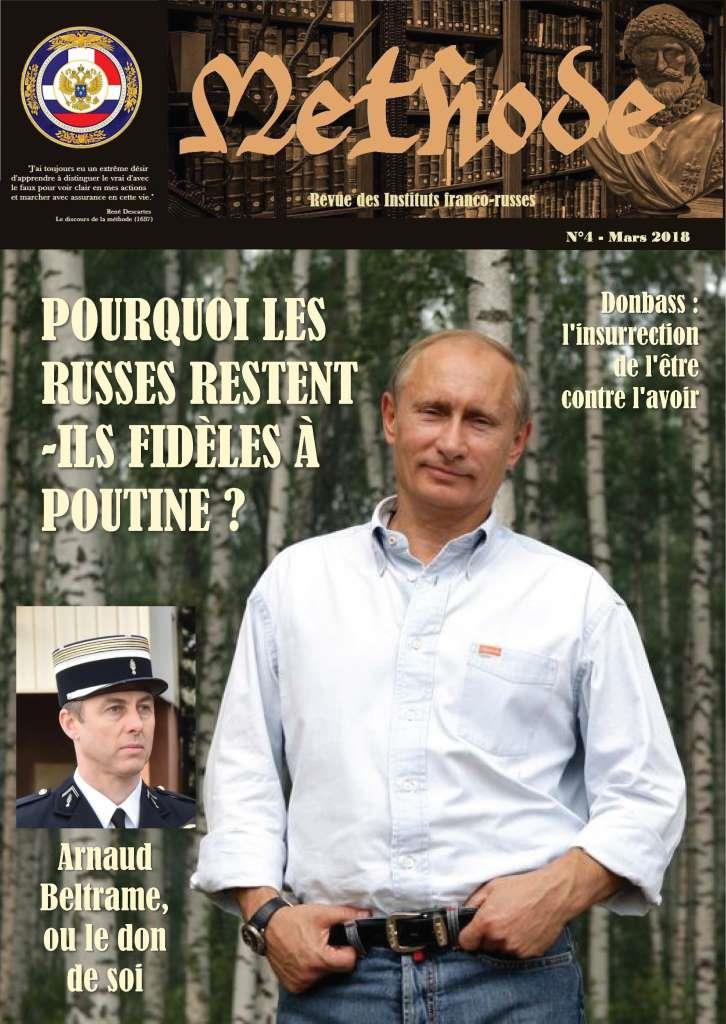 Méthode
Revue des Instituts franco-russes
"J'ai toujours eu un extrême désir
d'apprendre à distinguer le vrai d'avec
le faux pour voir clair en mes actions
et marcher avec assurance en cette vie."
René Descartes
Le discours de la méthode (1637)
N°4 - Mars 2018
POURQUOI LES
RUSSES RESTENT
-ILS FIDÈLES À
POUTINE ?
Donbass :
l'insurrection
de l'être
contre l'avoir
Arnaud
Beltrame,
ou le don
de soi